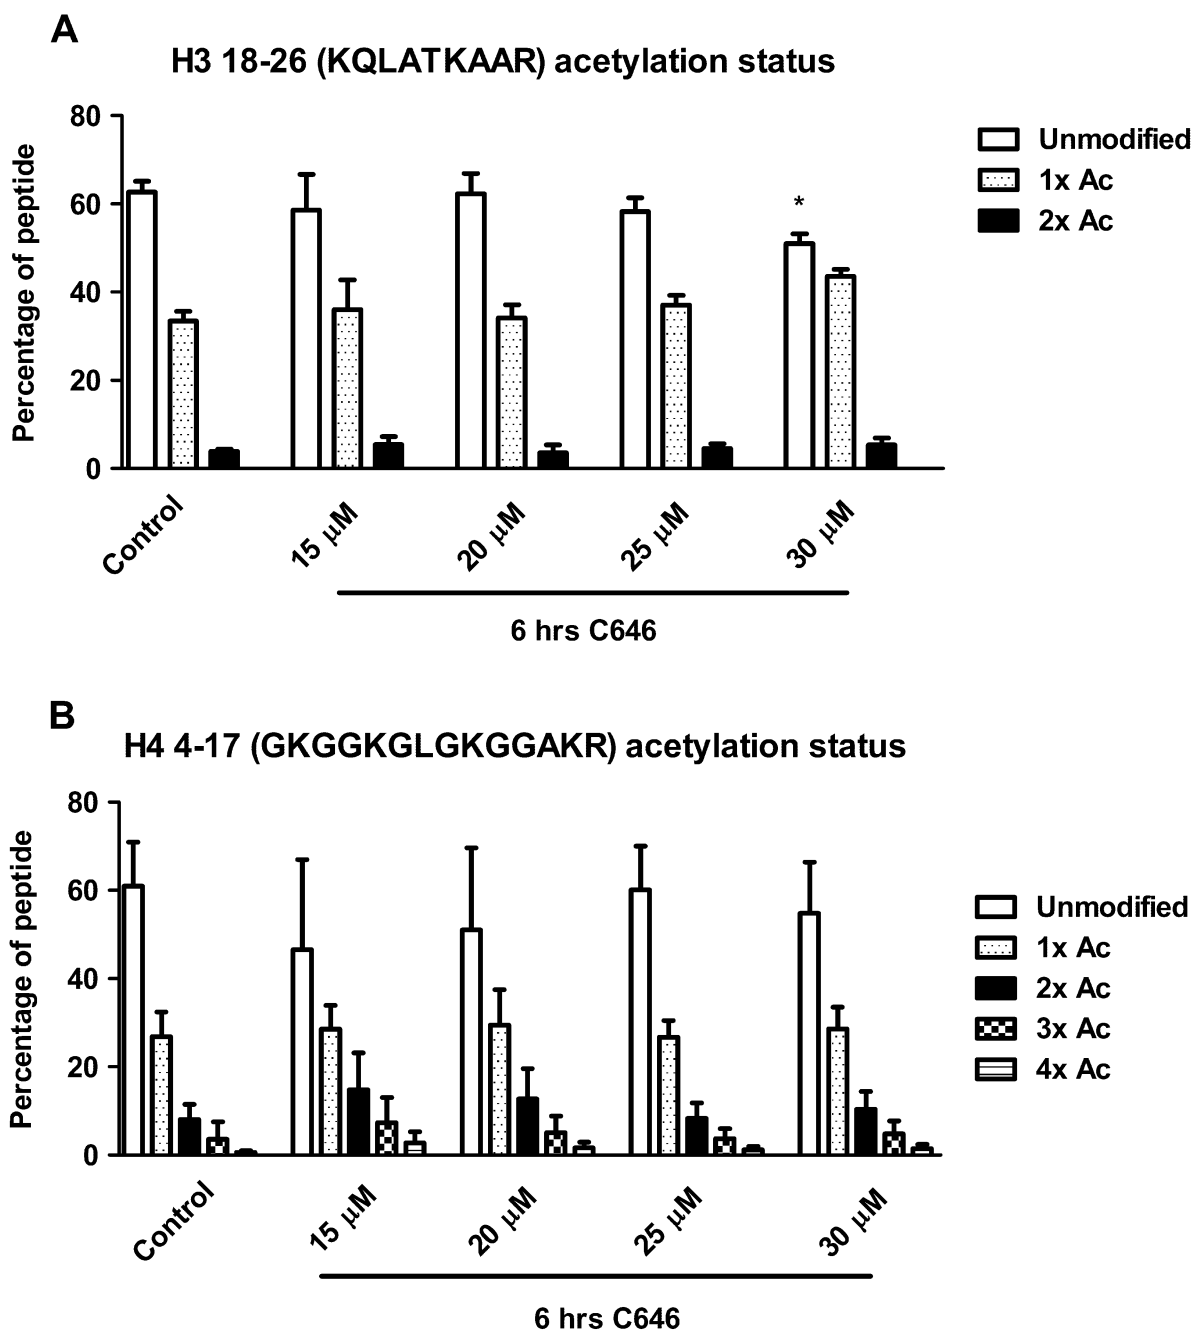 A
H3 18-26 (KQLATKAAR) acetylation status
Percentage of peptide
80
60
40
20
0
*
Unmodified
1x Ac
2x Ac
Control
15 μM
20 μM
25 μM
30 μM
6 hrs C646
B
H4 4-17 (GKGGKGLGKGGAKR) acetylation status
Percentage of peptide
80
60
40
20
0
Unmodified
1x Ac
2x Ac
3x Ac
4x Ac
Control
15 μM
20 μM
25 μM
30 μM
6 hrs C646